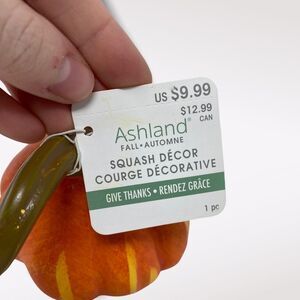 US $9.99
$12.99
CAN
Ashland®
FALL • AUTOMNE
SQUASH DÉCOR
COURGE DÉCORATIVE
GIVE THANKS • RENDEZ GRÂCE
1 pc